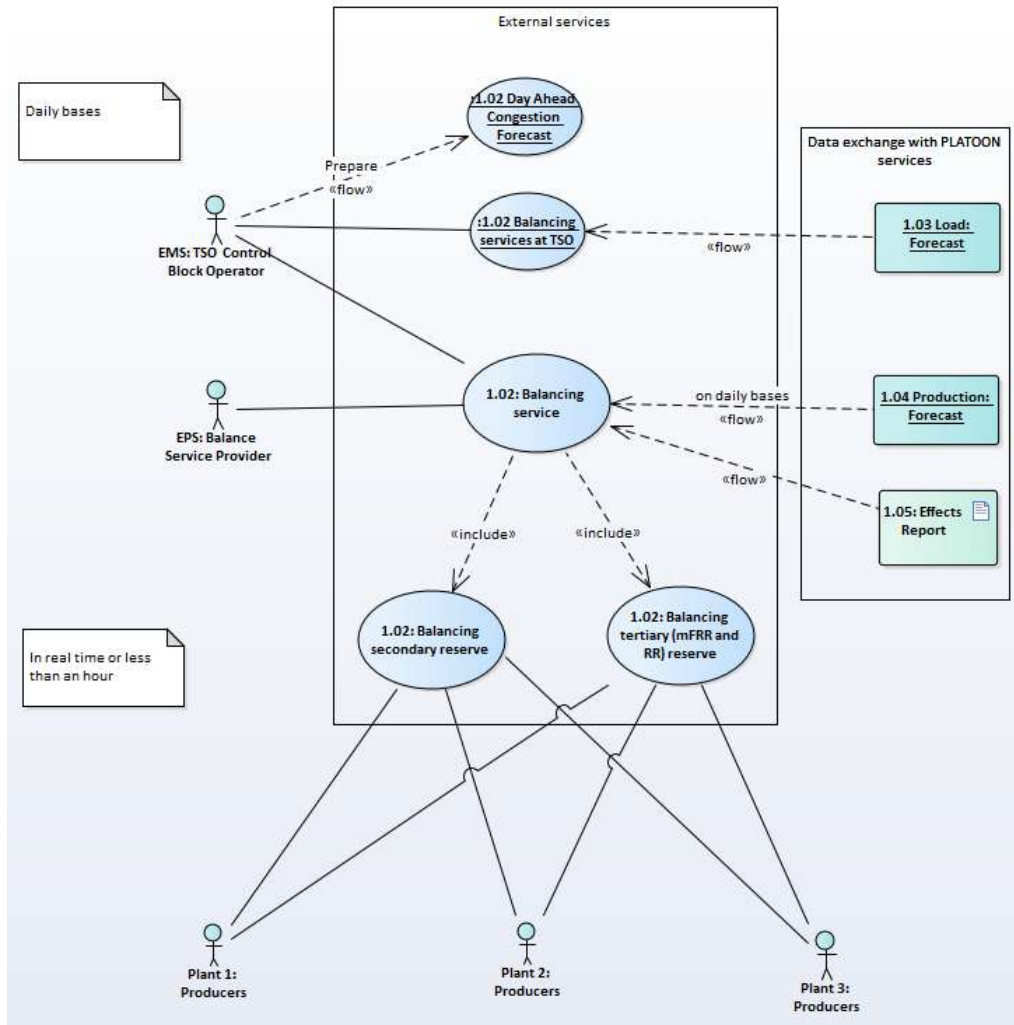 External services
Daily bases
:1.02 Day Ahead
Congestion
Forecast
Data exchange with PLATOON
services
Prepare
«flow»
:1.02 Balancing
services at TSO
1.03 Load:
Forecast
«flow»
EMS: TSO Control
Block Operator
1.02: Balancing
service
on daily bases
«flow»
1.04 Production:
Forecast
EPS: Balance
Service Provider
«flow»
1.05: Effects
Report
«include»
«include»
1.02: Balancing
secondary reserve
1.02: Balancing
tertiary (mFRR and
RR) reserve
In real time or less
than an hour
Plant 1:
Producers
Plant 2:
Producers
Plant 3:
Producers